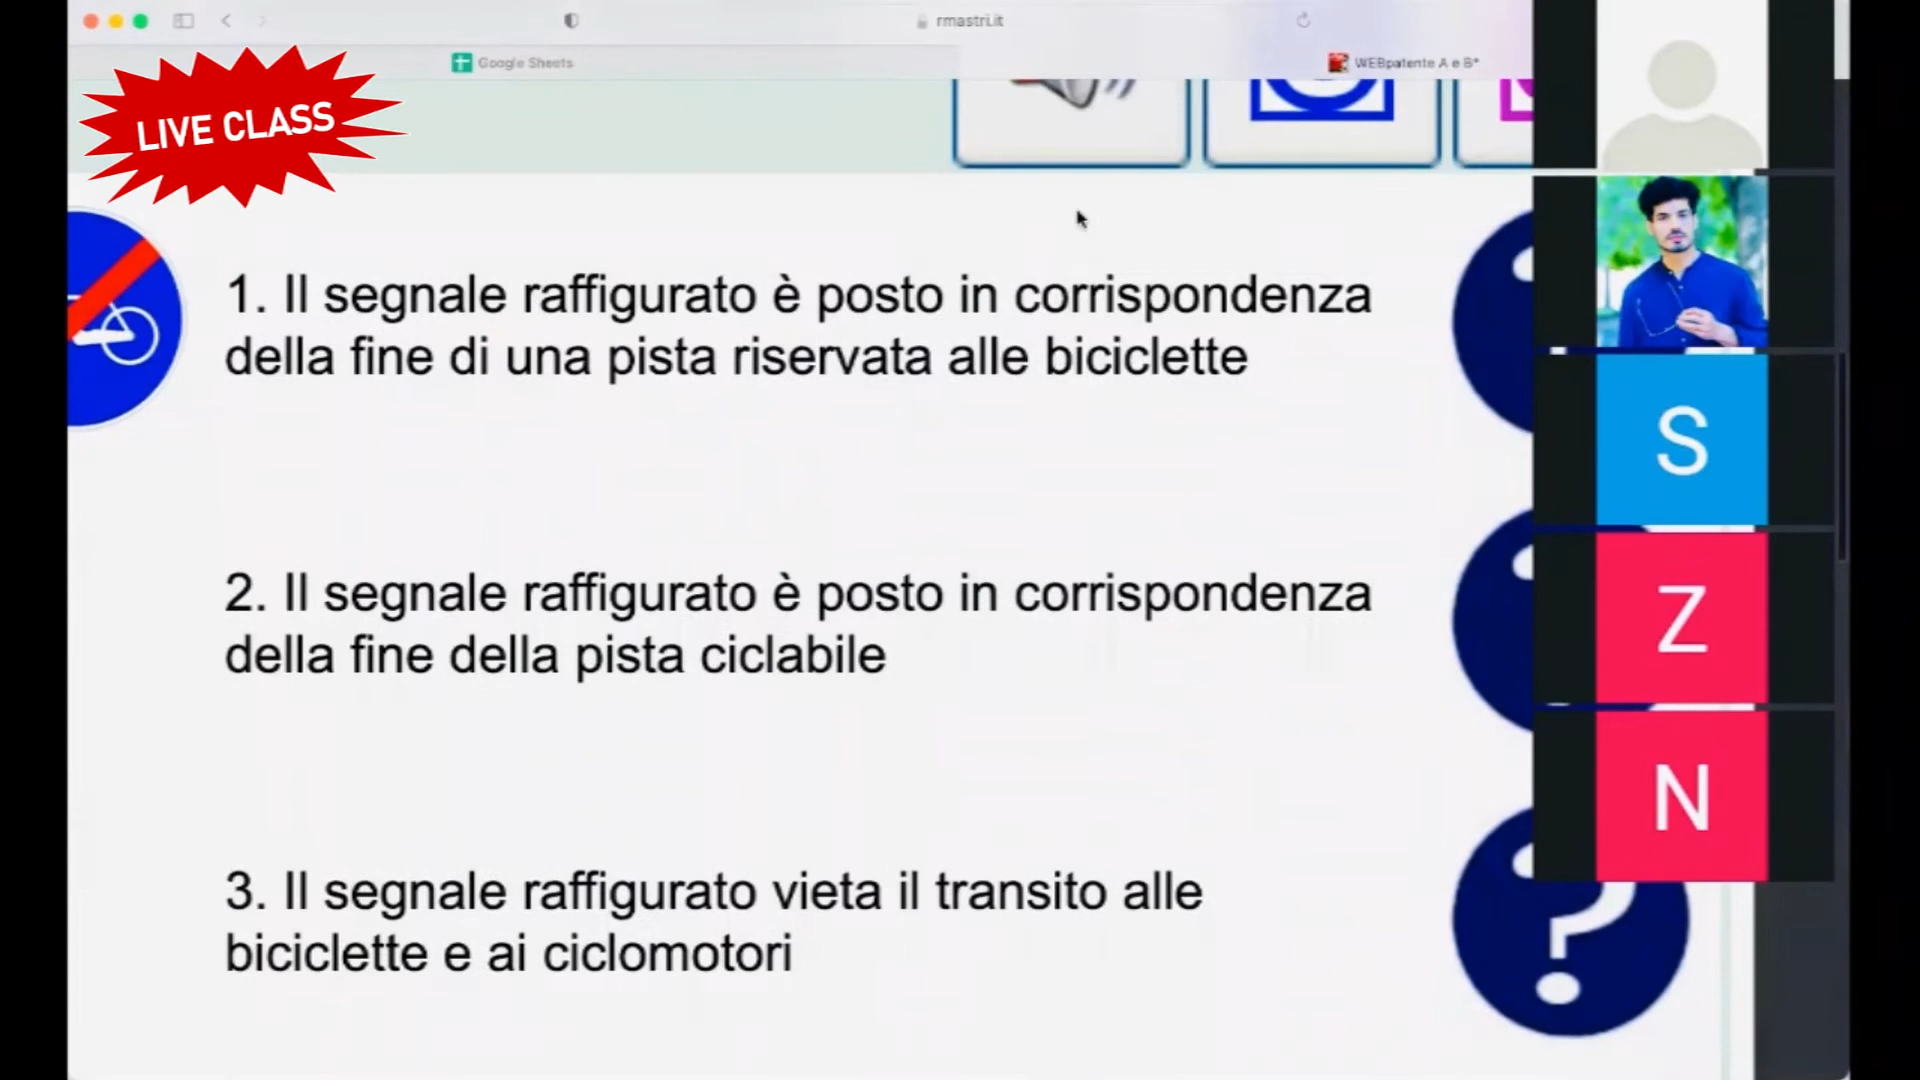 rmastri.it
Google Sheets
WEBpatente A e B*
LIVE CLASS
1. Il segnale raffigurato è posto in corrispondenza
della fine di una pista riservata alle biciclette
S
2. Il segnale raffigurato è posto in corrispondenza
della fine della pista ciclabile
Z
N
3. Il segnale raffigurato vieta il transito alle
biciclette e ai ciclomotori
?